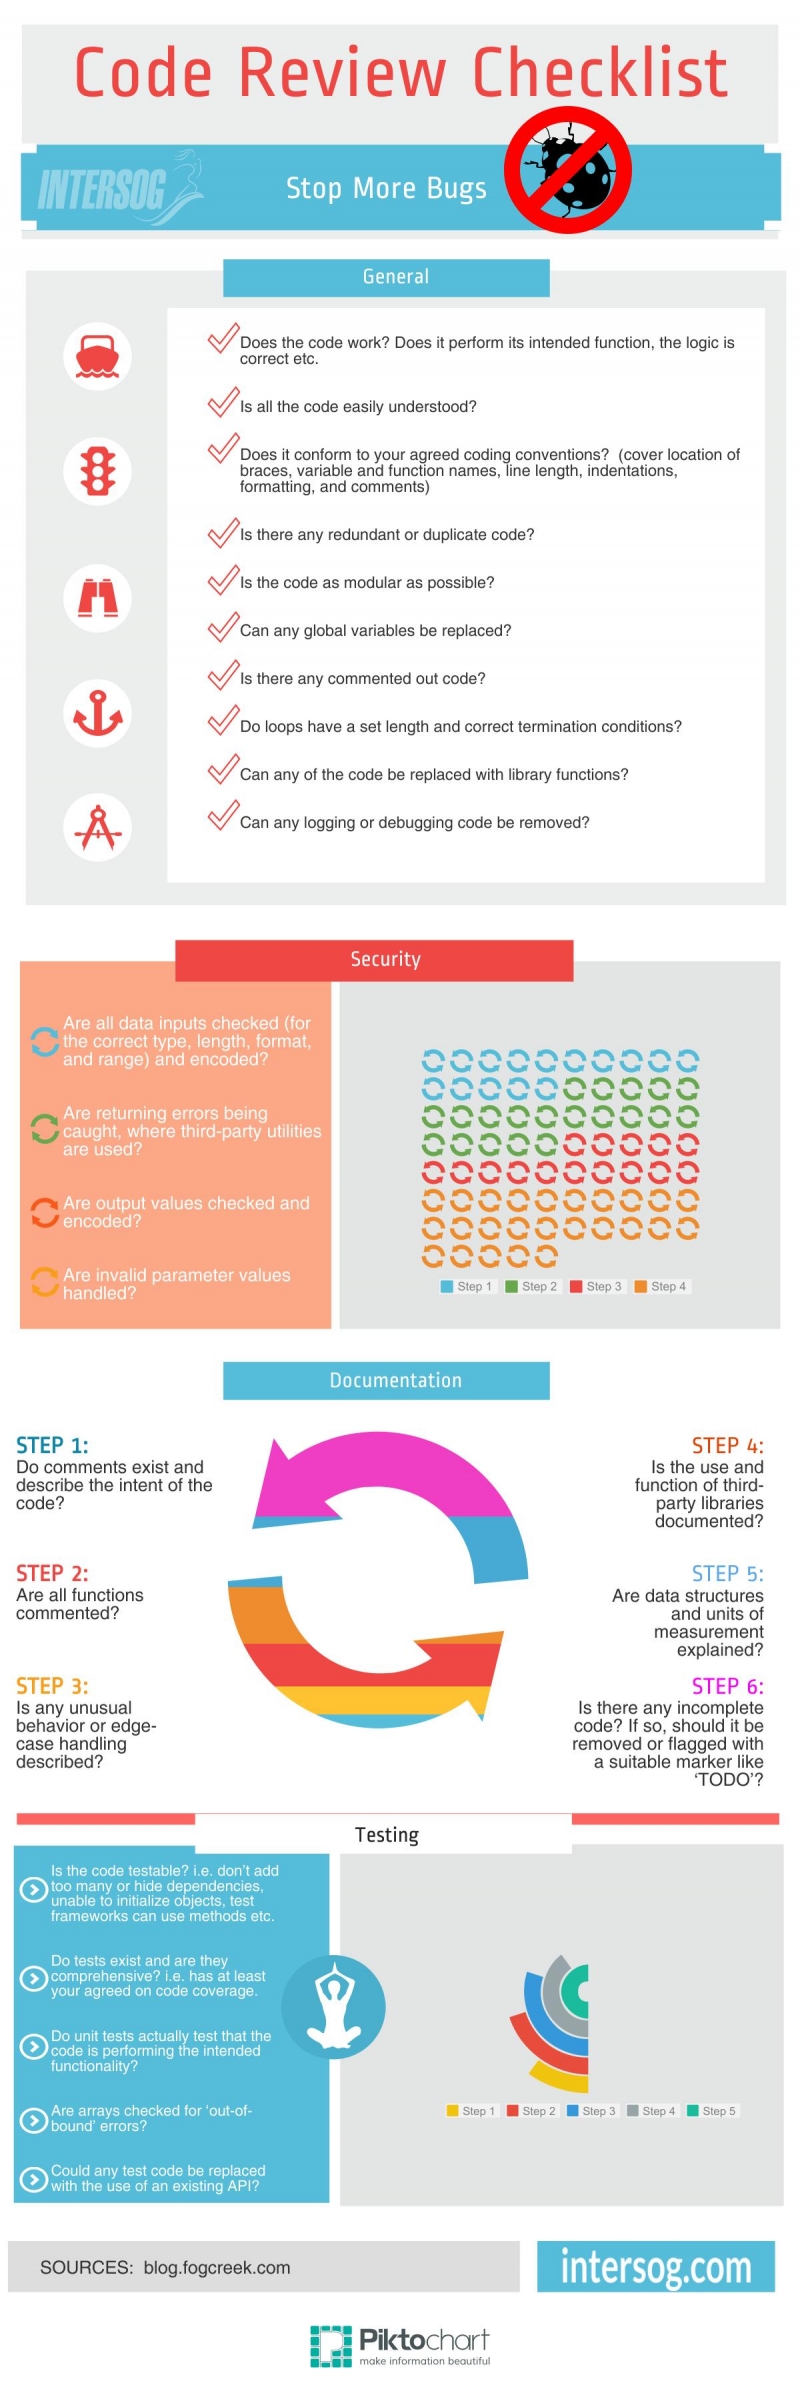 Code Review Checklist
INTERSOG
Stop More Bugs
General
Does the code work? Does it perform its intended function, the logic is
correct etc.
Is all the code easily understood?
Does it conform to your agreed coding conventions? (cover location of
braces, variable and function names, line length, indentations,
formatting, and comments)
Is there any redundant or duplicate code?
Is the code as modular as possible?
Can any global variables be replaced?
Is there any commented out code?
Do loops have a set length and correct termination conditions?
Can any of the code be replaced with library functions?
Can any logging or debugging code be removed?
Security
Are all data inputs checked (for
the correct type, length, format,
and range) and encoded?
Are returning errors being
caught, where third-party utilities
are used?
Are output values checked and
encoded?
Are invalid parameter values
handled?
Step 1 Step 2 Step 3 Step 4
Documentation
STEP 1:
Do comments exist and
describe the intent of the
code?
STEP 2:
Are all functions
commented?
STEP 3:
Is any unusual
behavior or edge-
case handling
described?
STEP 4:
Is the use and
function of third-
party libraries
documented?
STEP 5:
Are data structures
and units of
measurement
explained?
STEP 6:
Is there any incomplete
code? If so, should it be
removed or flagged with
a suitable marker like
‘TODO’?
Testing
Is the code testable? i.e. don’t add
too many or hide dependencies,
unable to initialize objects, test
frameworks can use methods etc.
Do tests exist and are they
comprehensive? i.e. has at least
your agreed on code coverage.
Do unit tests actually test that the
code is performing the intended
functionality?
Are arrays checked for ‘out-of-
bound’ errors?
Could any test code be replaced
with the use of an existing API?
Step 1 Step 2 Step 3 Step 4 Step 5
SOURCES: blog.fogcreek.com
intersog.com
Piktochart
make information beautiful